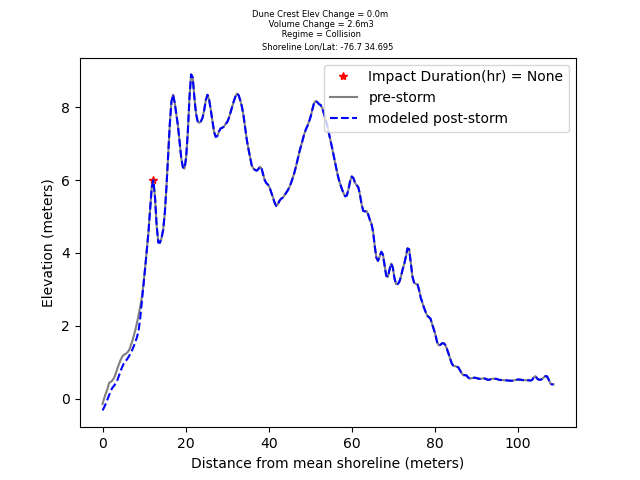 Dune Crest Elev Change = 0.0m
Volume Change = 2.6m3
Regime = Collision
Shoreline Lon/Lat: -76.7 34.695
Impact Duration(hr) = None
pre-storm
modeled post-storm
Elevation (meters)
8
6
4
2
0
0 20 40 60 80 100
Distance from mean shoreline (meters)